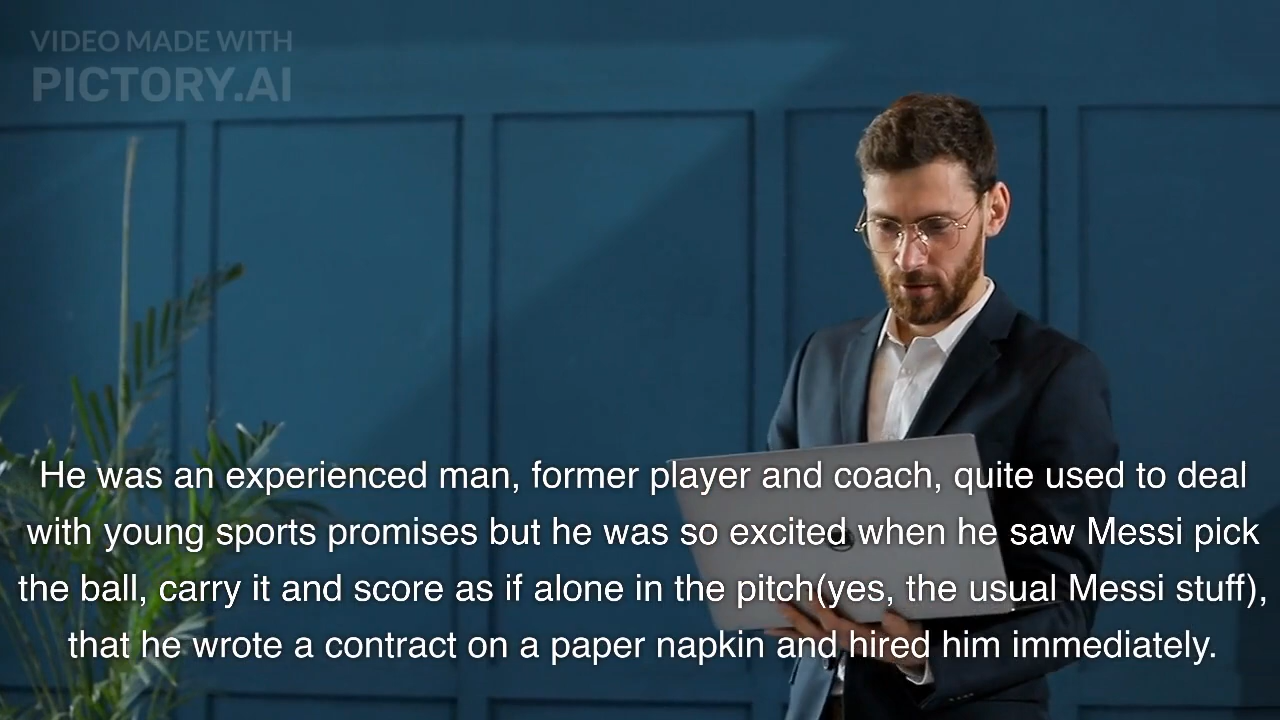 VIDEO MADE WITH
PICTORY.AI
He was an experienced man, former player and coach, quite used to deal
with young sports promises but he was so excited when he saw Messi pick
the ball, carry it and score as if alone in the pitch(yes, the usual Messi stuff),
that he wrote a contract on a paper napkin and hired him immediately.